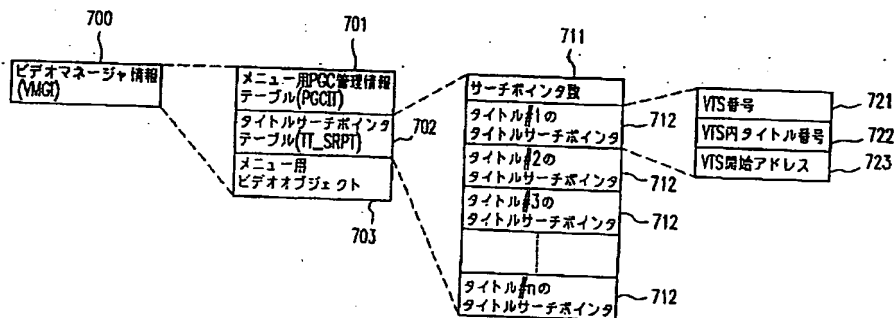 700
ビデオマネージャ情報
(VMGI)
701
メニュー用PGC管理情報
テーブル(PGCIT)
タイトルサーチポインタ
テーブル(TT_SRPT)
702
メニュー用
ビデオオブジェクト
703
711
サーチポインタ数
タイトル#1の
タイトルサーチポインタ
712
タイトル#2の
タイトルサーチポインタ
712
タイトル#3の
タイトルサーチポインタ
712
タイトル#nの
タイトルサーチポインタ
712
VTS番号
721
VTS内タイトル番号
722
VTS開始アドレス
723